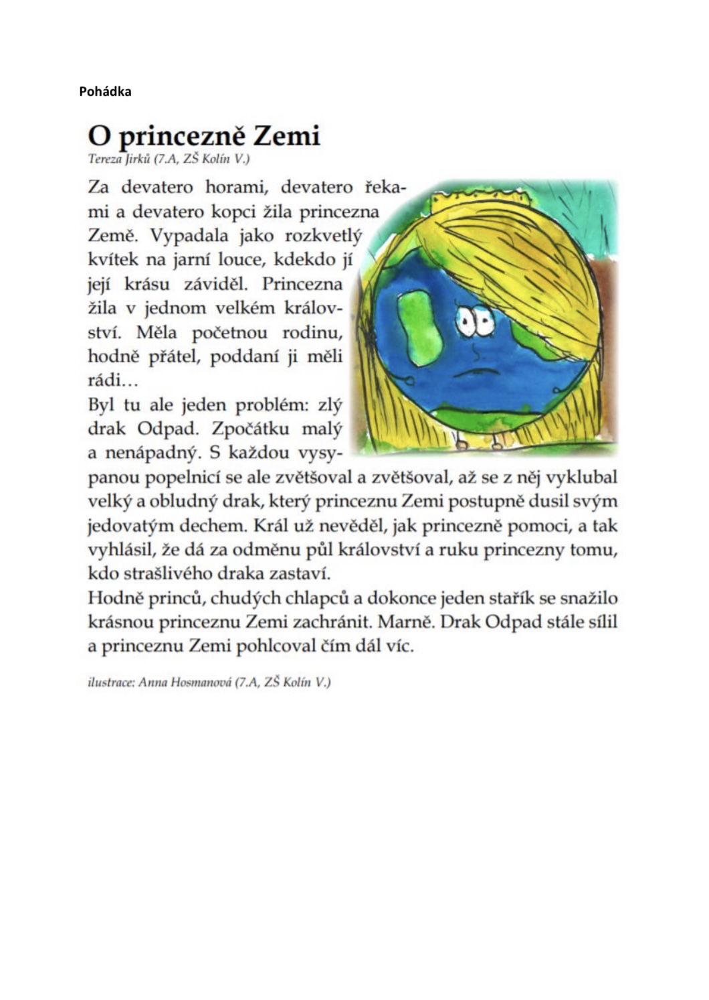 Pohádka
O princezně Zemi
Tereza Jirků (7.A, ZŠ Kolín V.)
Za devatero horami, devatero řeka-
mi a devatero kopci žila princezna
Země. Vypadala jako rozkvetlý
kvítek na jarní louce, kdekdo jí
její krásu záviděl. Princezna
žila v jednom velkém králov-
ství. Měla početnou rodinu,
hodně přátel, poddaní ji měli
rádi…
Byl tu ale jeden problém: zlý
drak Odpad. Zpočátku malý
a nenápadný. S každou vysy-
panou popelnicí se ale zvětšoval a zvětšoval, až se z něj vyklubal
velký a obludný drak, který princeznu Zemi postupně dusil svým
jedovatým dechem. Král už nevěděl, jak princezně pomoci, a tak
vyhlásil, že dá za odměnu půl království a ruku princezny tomu,
kdo strašlivého draka zastaví.
Hodně princů, chudých chlapců a dokonce jeden stařík se snažilo
krásnou princeznu Zemi zachránit. Marně. Drak Odpad stále sílil
a princeznu Zemi pohlcoval čím dál víc.
ilustrace: Anna Hosmanová (7.A, ZŠ Kolín V.)